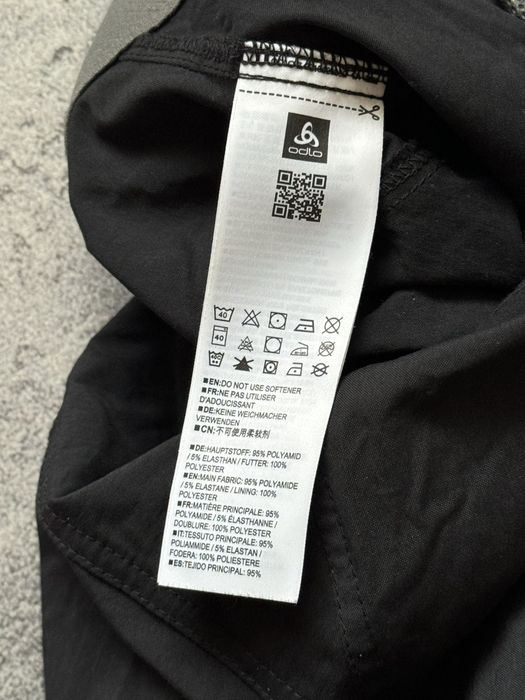 odlo
40
40
40
EN:DO NOT USE SOFTENER
FR:NE PAS UTILISER
D'ADOUCISSANT
DE:KEINE WEICHMACHER
VERWENDEN
CN:不可使用柔软剂
DE:HAUPTSTOFF: 95% POLYAMID
/ 5% ELASTHAN / FUTTER: 100%
POLYESTER
EN:MAIN FABRIC: 95% POLYAMIDE
/ 5% ELASTANE / LINING: 100%
POLYESTER
FR:MATIÈRE PRINCIPALE: 95%
POLYAMIDE / 5% ÉLASTHANNE /
DOUBLURE: 100% POLYESTER
IT:TESSUTO PRINCIPALE: 95%
POLIAMMIDE / 5% ELASTAN /
FODERA: 100% POLIESTERE
ES:TEJIDO PRINCIPAL: 95%